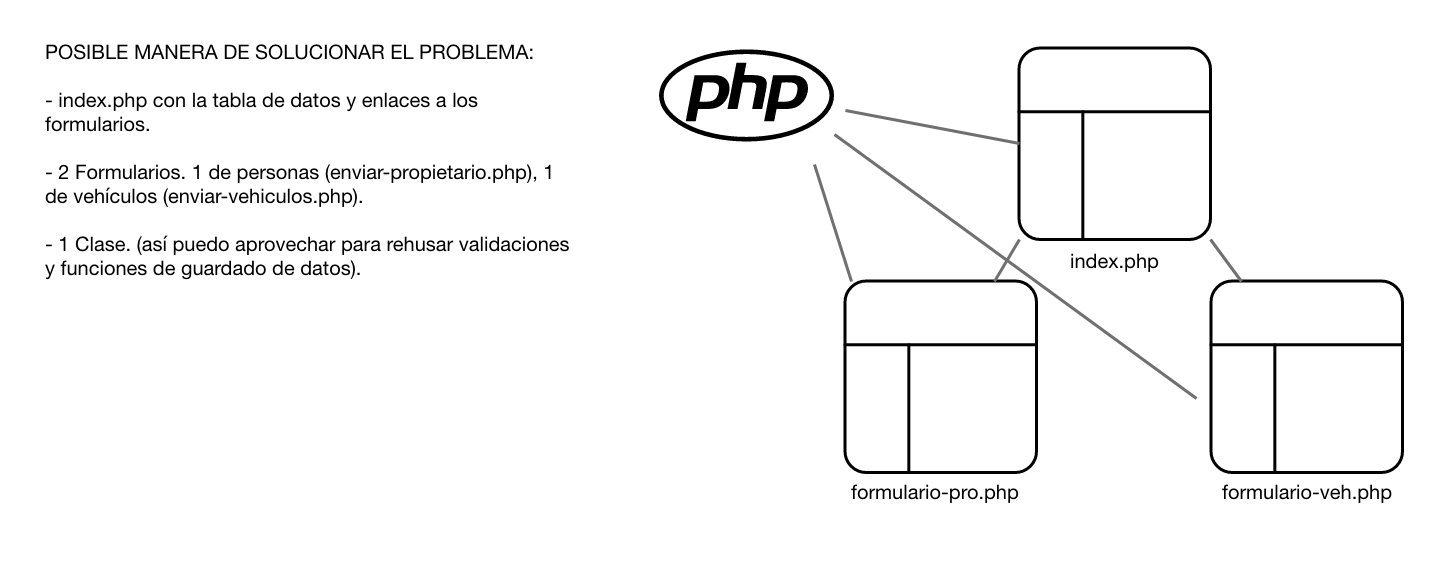 POSIBLE MANERA DE SOLUCIONAR EL PROBLEMA:
- index.php con la tabla de datos y enlaces a los
formularios.
- 2 Formularios. 1 de personas (enviar-propietario.php), 1
de vehículos (enviar-vehiculos.php).
- 1 Clase. (así puedo aprovechar para rehusar validaciones
y funciones de guardado de datos).
php
index.php
formulario-pro.php
formulario-veh.php